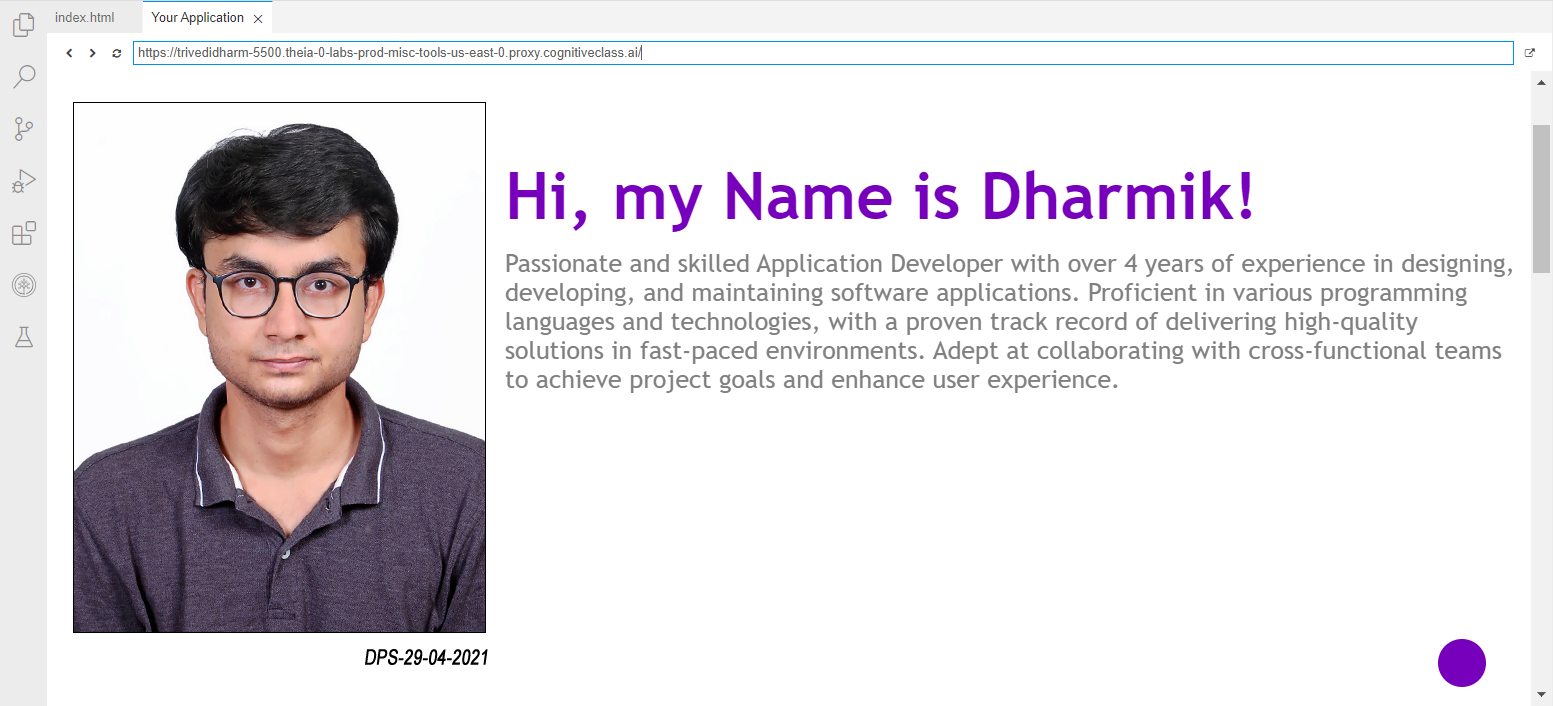 index.html
Your Application
https://trivedidharm-5500.theia-0-labs-prod-misc-tools-us-east-0.proxy.cognitiveclass.ai/
Hi, my Name is Dharmik!
Passionate and skilled Application Developer with over 4 years of experience in designing,
developing, and maintaining software applications. Proficient in various programming
languages and technologies, with a proven track record of delivering high-quality
solutions in fast-paced environments. Adept at collaborating with cross-functional teams
to achieve project goals and enhance user experience.
DPS-29-04-2021